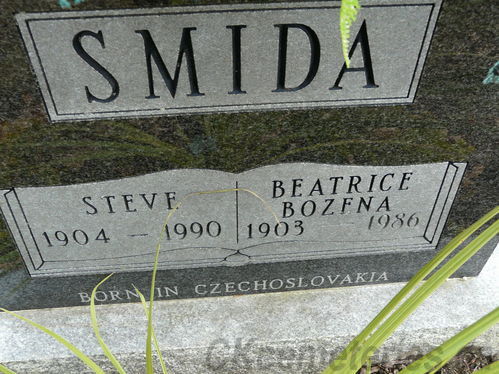 SMIDA
STEVE
1904 - 1990
BEATRICE
BOZENA
1903 1986
BORN IN CZECHOSLOVAKIA